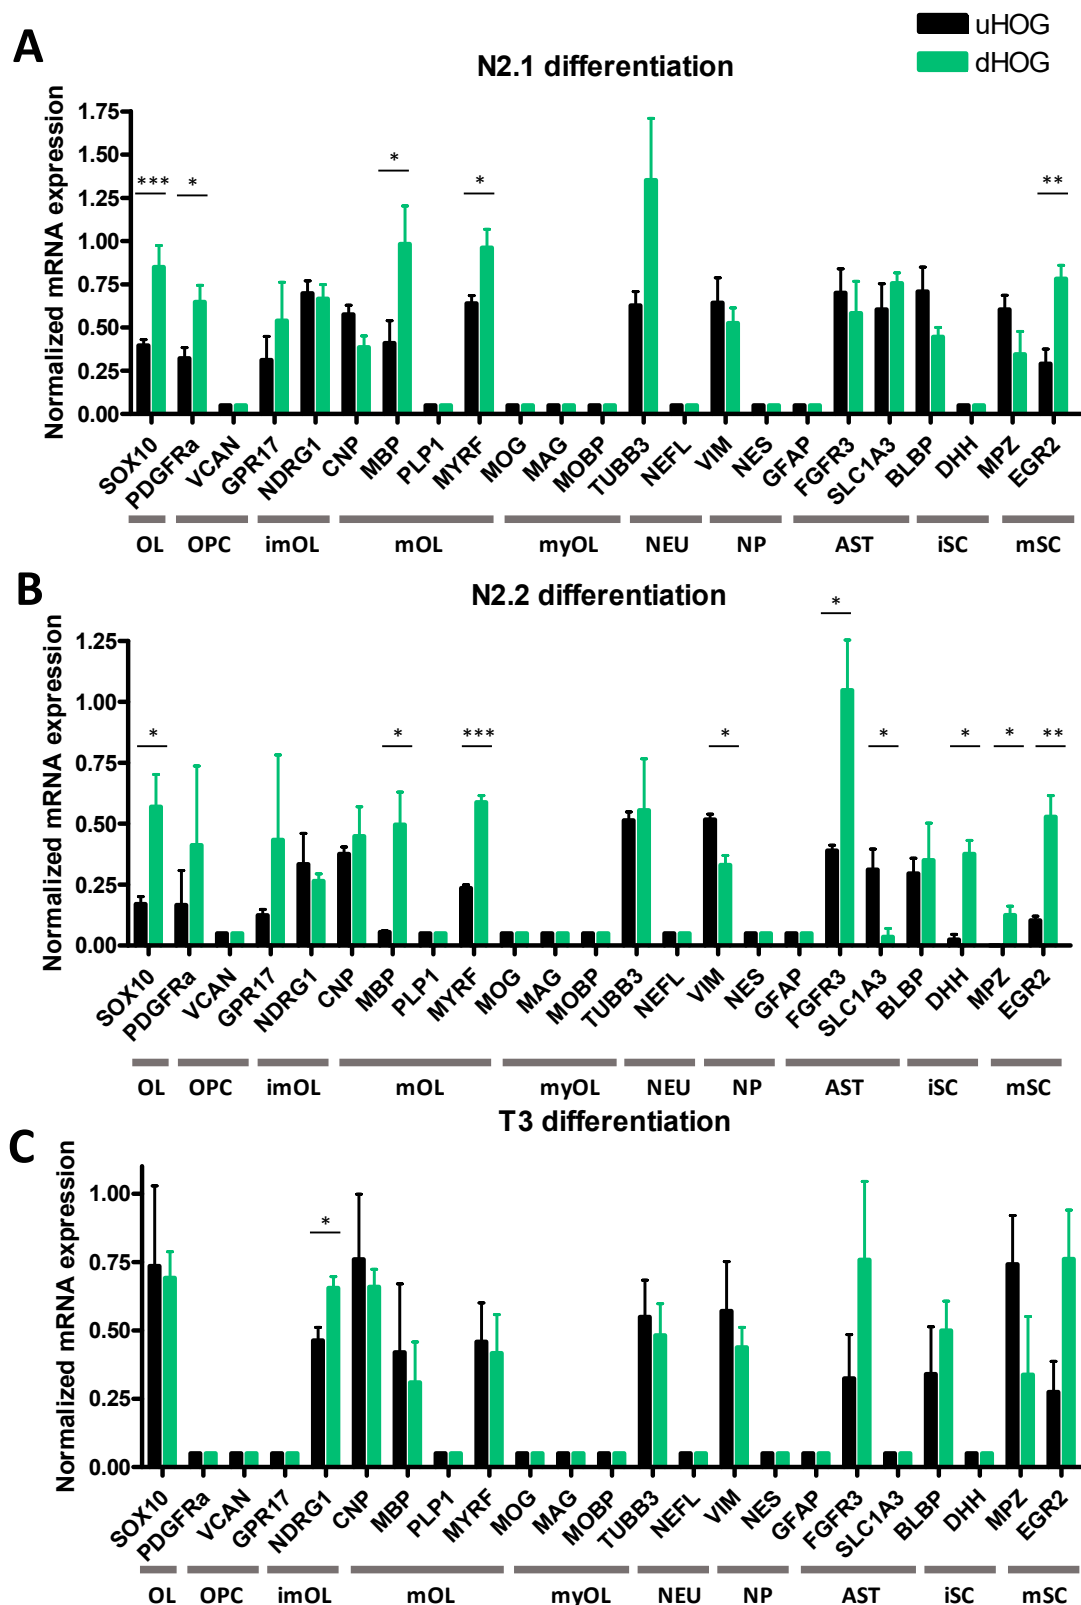 uHOG
dHOG
A
N2.1 differentiation
Normalized mRNA expression
1.75
1.50
1.25
1.00
0.75
0.50
0.25
0.00
*** * * * **
SOX10 PDGFRa VCAN GPR17 NDRG1 CNP MBP PLP1 MYRF MOG MAG MOBP TUBB3 NEFL VIM NES GFAP FGFR3 SLC1A3 BLBP DHH MPZ EGR2
OL OPC imOL mOL myOL NEU NP AST iSC mSC
B
N2.2 differentiation
Normalized mRNA expression
1.25
1.00
0.75
0.50
0.25
0.00
* * *** * * * * * **
SOX10 PDGFRa VCAN GPR17 NDRG1 CNP MBP PLP1 MYRF MOG MAG MOBP TUBB3 NEFL VIM NES GFAP FGFR3 SLC1A3 BLBP DHH MPZ EGR2
OL OPC imOL mOL myOL NEU NP AST iSC mSC
C
T3 differentiation
Normalized mRNA expression
1.00
0.75
0.50
0.25
0.00
*
SOX10 PDGFRa VCAN GPR17 NDRG1 CNP MBP PLP1 MYRF MOG MAG MOBP TUBB3 NEFL VIM NES GFAP FGFR3 SLC1A3 BLBP DHH MPZ EGR2
OL OPC imOL mOL myOL NEU NP AST iSC mSC